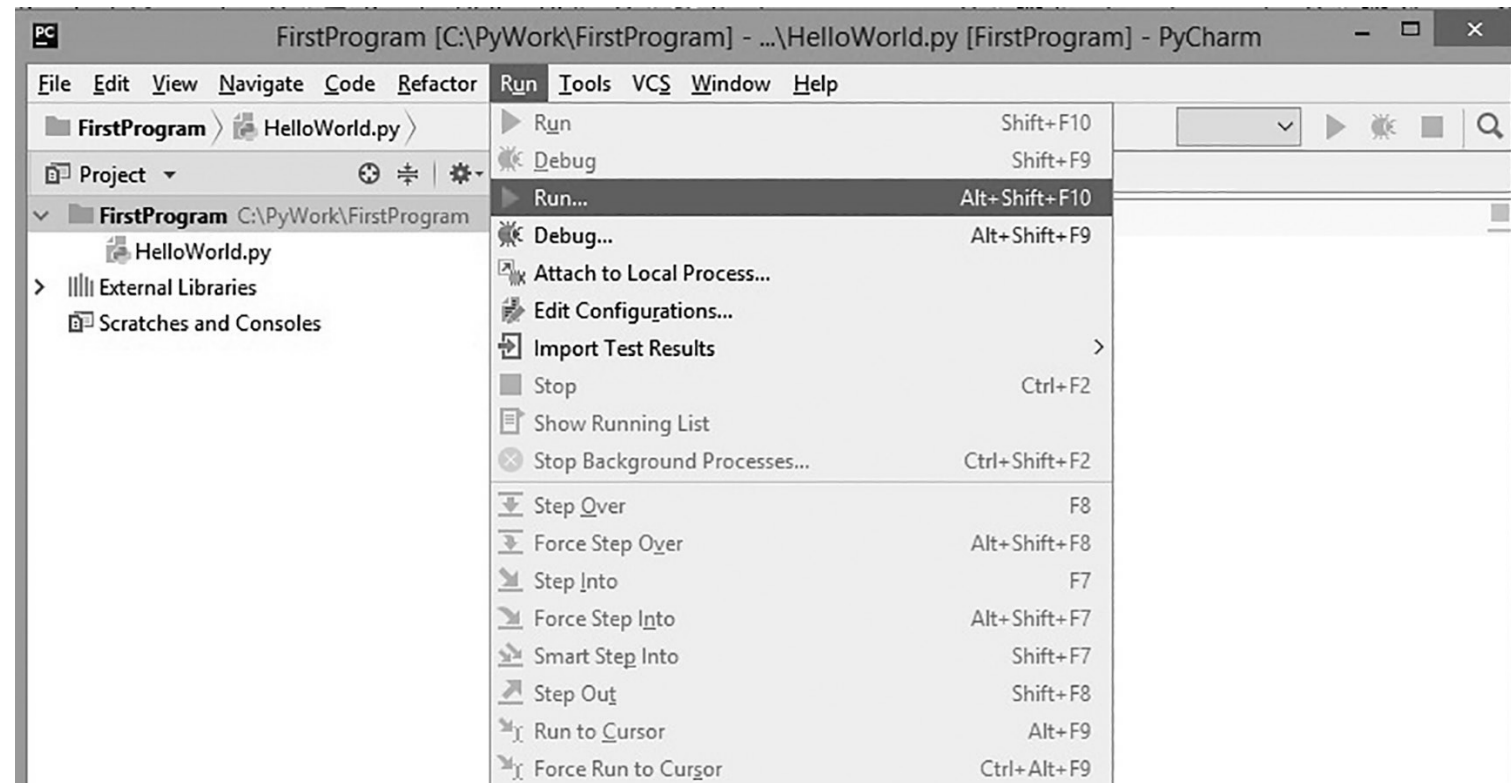 PC
FirstProgram [C:\PyWork\FirstProgram] - ...\HelloWorld.py [FirstProgram] - PyCharm
File Edit View Navigate Code Refactor Run Tools VCS Window Help
FirstProgram HelloWorld.py
Project
FirstProgram C:\PyWork\FirstProgram
HelloWorld.py
External Libraries
Scratches and Consoles
Run Shift+F10
Debug Shift+F9
Run... Alt+Shift+F10
Debug... Alt+Shift+F9
Attach to Local Process...
Edit Configurations...
Import Test Results
Stop Ctrl+F2
Show Running List
Stop Background Processes... Ctrl+Shift+F2
Step Over F8
Force Step Over Alt+Shift+F8
Step Into F7
Force Step Into Alt+Shift+F7
Smart Step Into Shift+F7
Step Out Shift+F8
Run to Cursor Alt+F9
Force Run to Cursor Ctrl+Alt+F9